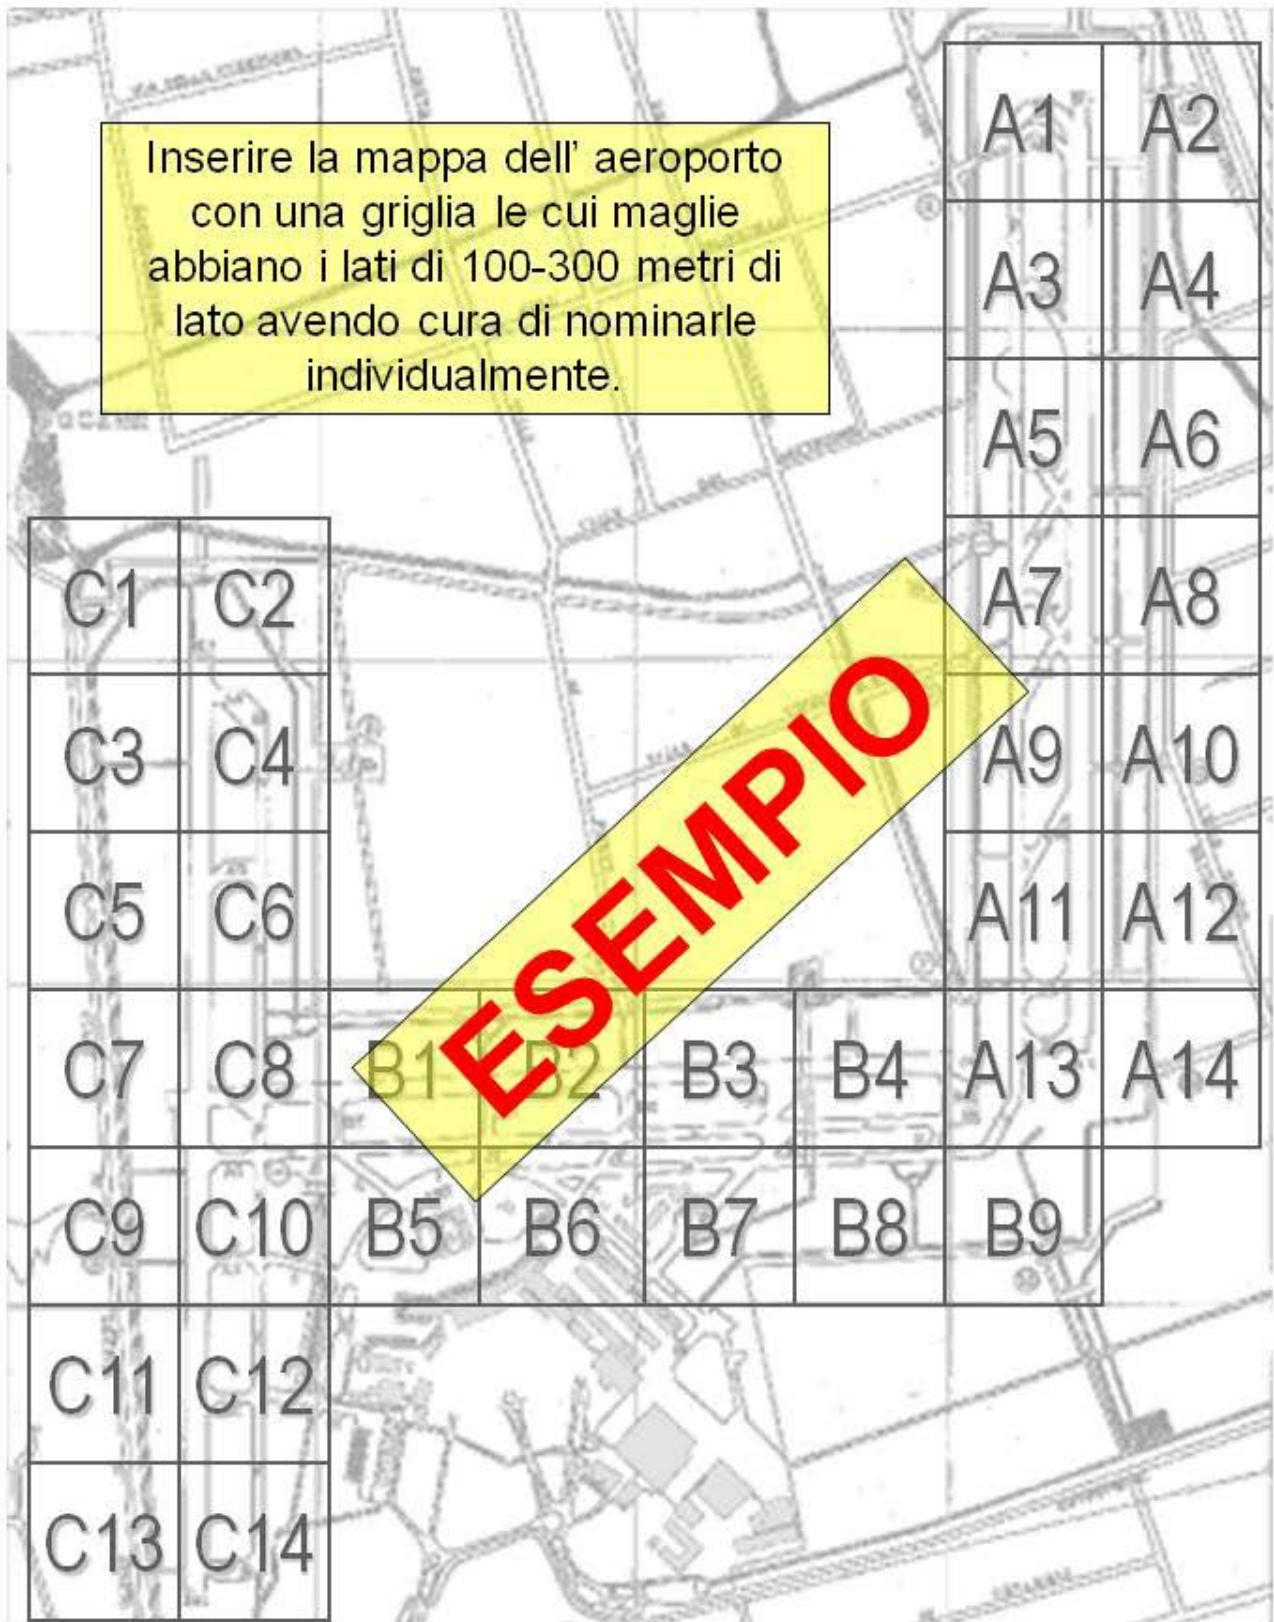 Inserire la mappa dell' aeroporto
con una griglia le cui maglie
abbiano i lati di 100-300 metri di
lato avendo cura di nominarle
individualmente.
A1 A2
A3 A4
A5 A6
C1 C2 A7 A8
C3 C4 A9 A10
C5 C6 A11 A12
ESEMPIO
C7 C8 B1 B2 B3 B4 A13 A14
C9 C10 B5 B6 B7 B8 B9
C11 C12
C13 C14